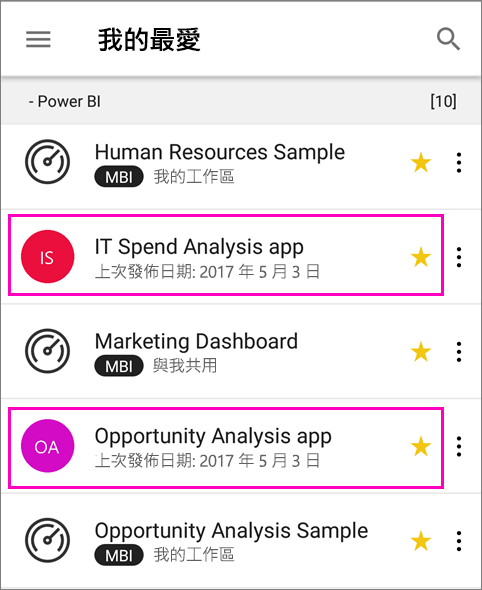 我的最愛
- Power BI [10]
Human Resources Sample
MBI 我的工作區
IS
IT Spend Analysis app
上次發佈日期: 2017 年 5 月 3 日
Marketing Dashboard
MBI 與我共用
OA
Opportunity Analysis app
上次發佈日期: 2017 年 5 月 3 日
Opportunity Analysis Sample
MBI 我的工作區